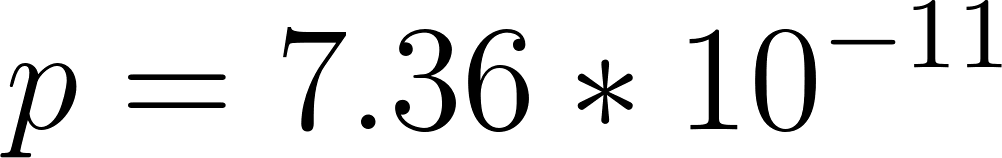 p = 7.36 * 10^{-11}